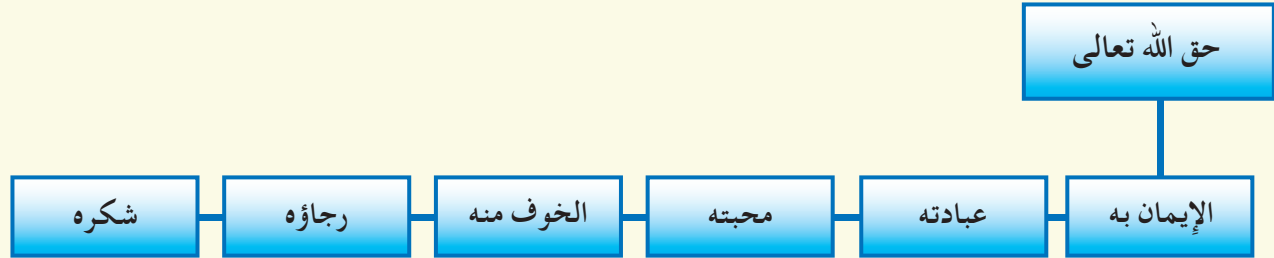 حق الله تعالى
الإيمان به
عبادته
محبته
الخوف منه
رجاؤه
شكره